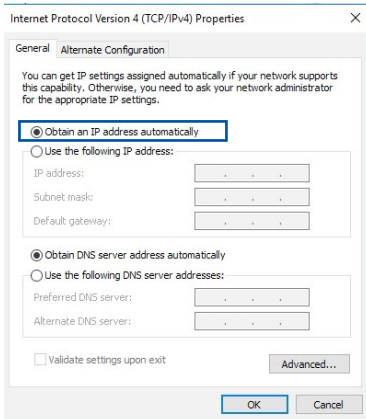 Internet Protocol Version 4 (TCP/IPv4) Properties
General Alternate Configuration
You can get IP settings assigned automatically if your network supports
this capability. Otherwise, you need to ask your network administrator
for the appropriate IP settings.
Obtain an IP address automatically
Use the following IP address:
IP address:
Subnet mask:
Default gateway:
Obtain DNS server address automatically
Use the following DNS server addresses:
Preferred DNS server:
Alternate DNS server:
Validate settings upon exit
Advanced...
OK Cancel